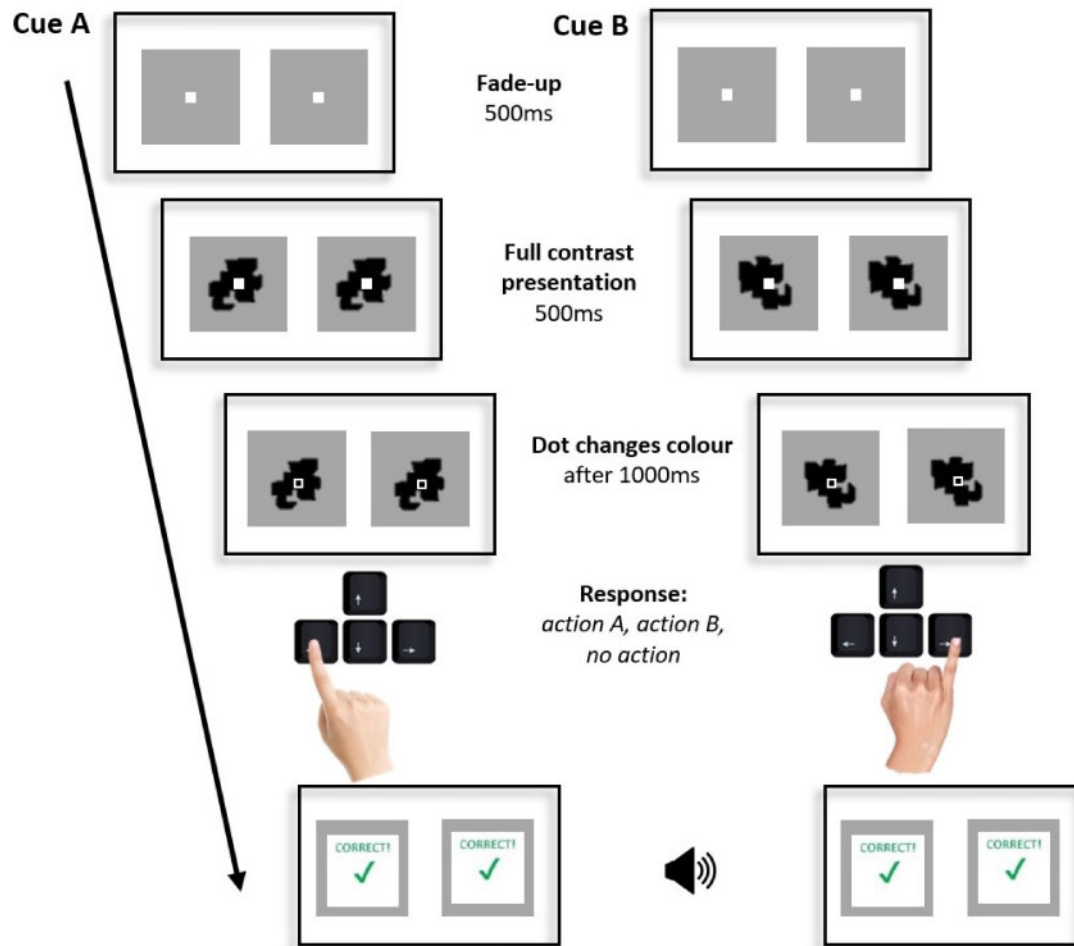 Cue A
Cue B
Fade-up
500ms
Full contrast
presentation
500ms
Dot changes colour
after 1000ms
Response:
action A, action B,
no action
CORRECT!
CORRECT!
CORRECT!
CORRECT!